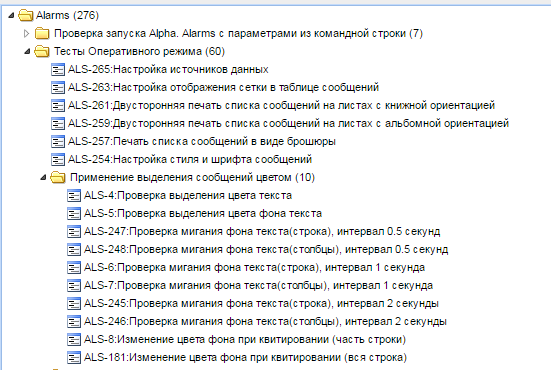 Alarms (276)
Проверка запуска Alpha. Alarms с параметрами из командной строки (7)
Тесты Оперативного режима (60)
ALS-265:Настройка источников данных
ALS-263:Настройка отображения сетки в таблице сообщений
ALS-261:Двусторонняя печать списка сообщений на листах с книжной ориентацией
ALS-259:Двусторонняя печать списка сообщений на листах с альбомной ориентацией
ALS-257:Печать списка сообщений в виде брошюры
ALS-254:Настройка стиля и шрифта сообщений
Применение выделения сообщений цветом (10)
ALS-4:Проверка выделения цвета текста
ALS-5:Проверка выделения цвета фона текста
ALS-247:Проверка мигания фона текста(строка), интервал 0.5 секунд
ALS-248:Проверка мигания фона текста(столбцы), интервал 0.5 секунд
ALS-6:Проверка мигания фона текста(строка), интервал 1 секунда
ALS-7:Проверка мигания фона текста(столбцы), интервал 1 секунда
ALS-245:Проверка мигания фона текста(строка), интервал 2 секунды
ALS-246:Проверка мигания фона текста(столбцы), интервал 2 секунды
ALS-8:Изменение цвета фона при квитировании (часть строки)
ALS-181:Изменение цвета фона при квитировании (вся строка)